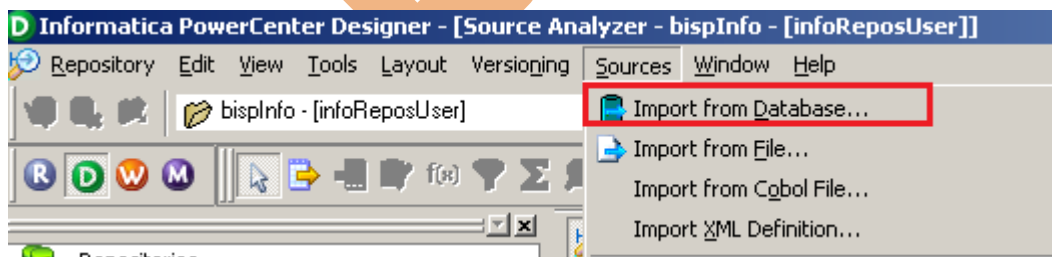 D Informatica PowerCenter Designer - [Source Analyzer - bispInfo - [infoReposUser]]
Repository Edit View Tools Layout Versioning Sources Window Help
bispInfo - [infoReposUser]
Import from Database...
Import from File...
R D W M f(x) Σ
Import from Cobol File...
Import XML Definition...
Repositories